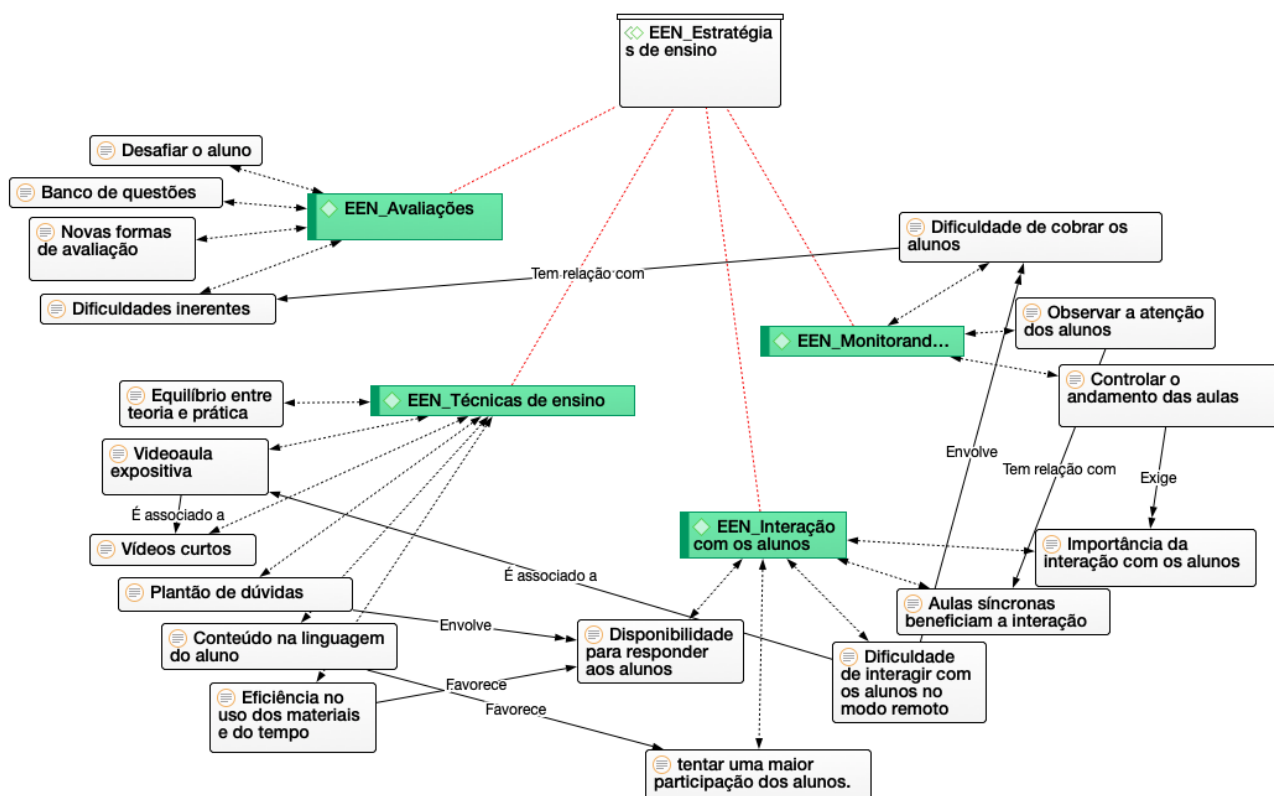 EEN_Estratégia
s de ensino
Desafiar o aluno
Banco de questões
EEN_Avaliações
Novas formas
de avaliação
Dificuldade de cobrar os
alunos
Tem relação com
Dificuldades inerentes
Observar a atenção
dos alunos
EEN_Monitorand...
Equilíbrio entre
teoria e prática
EEN_Técnicas de ensino
Controlar o
andamento das aulas
Videoaula
expositiva
Envolve
Tem relação com
Exige
É associado a
Vídeos curtos
EEN_Interação
com os alunos
Importância da
interação com os alunos
É associado a
Plantão de dúvidas
Aulas síncronas
beneficiam a interação
Envolve
Conteúdo na linguagem
do aluno
Disponibilidade
para responder
aos alunos
Dificuldade
de interagir com
os alunos no
modo remoto
Eficiência no
uso dos materiais
e do tempo
Favorece
Favorece
tentar uma maior
participação dos alunos.